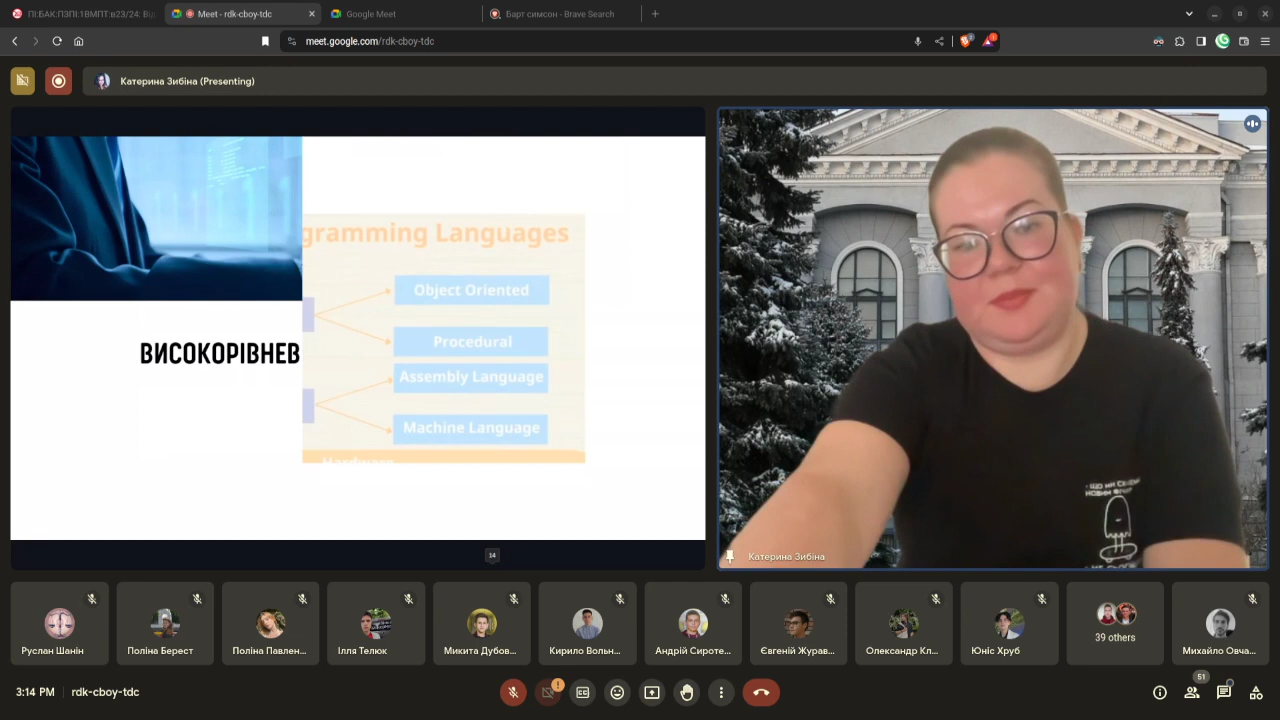 ПІ:БАК:ПЗПІ:1ВМПТ:в23/24: Ві
Meet - rdk-cboy-tdc
Google Meet
Барт симсон - Brave Search
meet.google.com/rdk-cboy-tdc
Катерина Зибіна (Presenting)
gramming Languages
Object Oriented
Procedural
Assembly Language
Machine Language
Hardware
ВИСОКОРІВНЕВ
14
Катерина Зибіна
Руслан Шанін
Поліна Берест
Поліна Павлен...
Ілля Телюк
Микита Дубов...
Кирило Вольн...
Андрій Сироте...
Євгеній Журав...
Олександр Кл...
Юніс Хруб
39 others
Михайло Овча...
3:14 PM
rdk-cboy-tdc
51